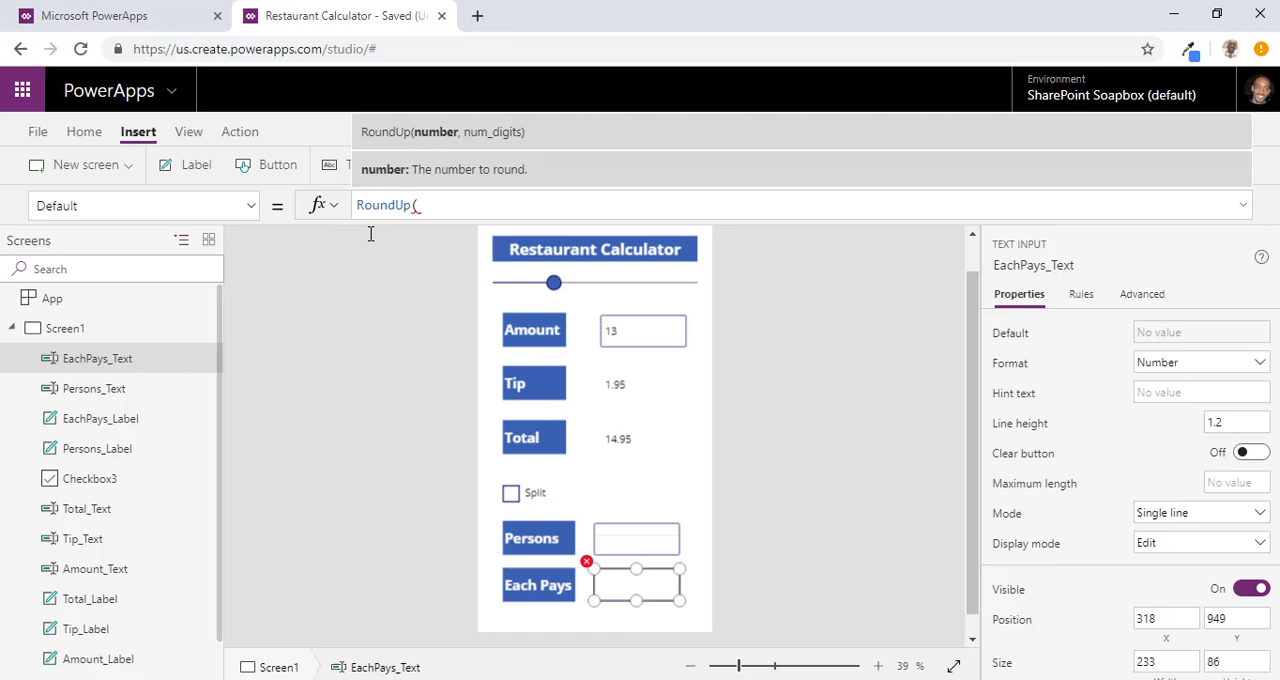 Microsoft PowerApps
Restaurant Calculator - Saved (U
https://us.create.powerapps.com/studio/#
PowerApps
Environment
SharePoint Soapbox (default)
File Home Insert View Action
RoundUp(number, num_digits)
New screen Label Button Abc T
number: The number to round.
Default = fx RoundUp(
Screens
Search
App
Screen1
EachPays_Text
Persons_Text
EachPays_Label
Persons_Label
Checkbox3
Total_Text
Tip_Text
Amount_Text
Total_Label
Tip_Label
Amount_Label
Restaurant Calculator
Amount 13
Tip 1.95
Total 14.95
Split
Persons
Each Pays
TEXT INPUT
EachPays_Text
Properties Rules Advanced
Default No value
Format Number
Hint text No value
Line height 1.2
Clear button Off
Maximum length No value
Mode Single line
Display mode Edit
Visible On
Position 318 949
X Y
Size 233 86
Screen1 EachPays_Text
39 %